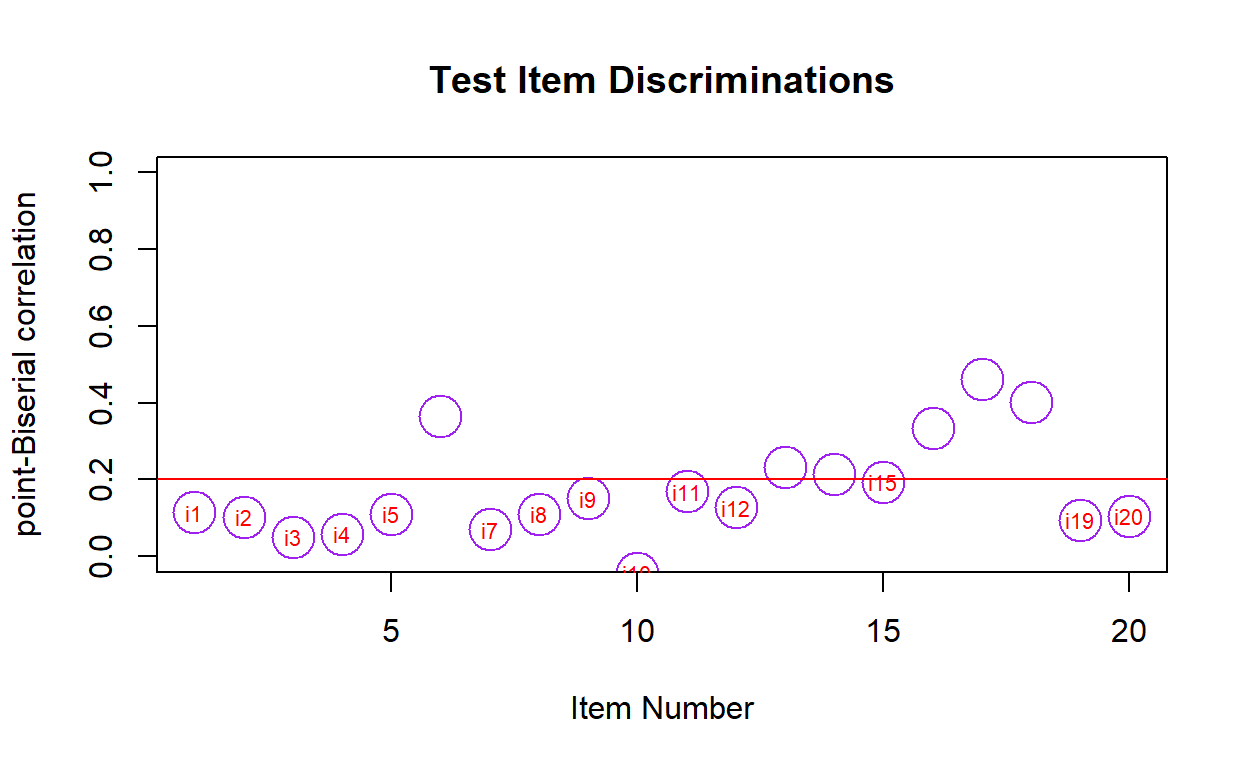 Test Item Discriminations
point-Biserial correlation
1.0
0.8
0.6
0.4
0.2
0.0
i1
i2
i3
i4
i5
i7
i8
i9
i10
i11
i12
i15
i19
i20
5
10
15
20
Item Number